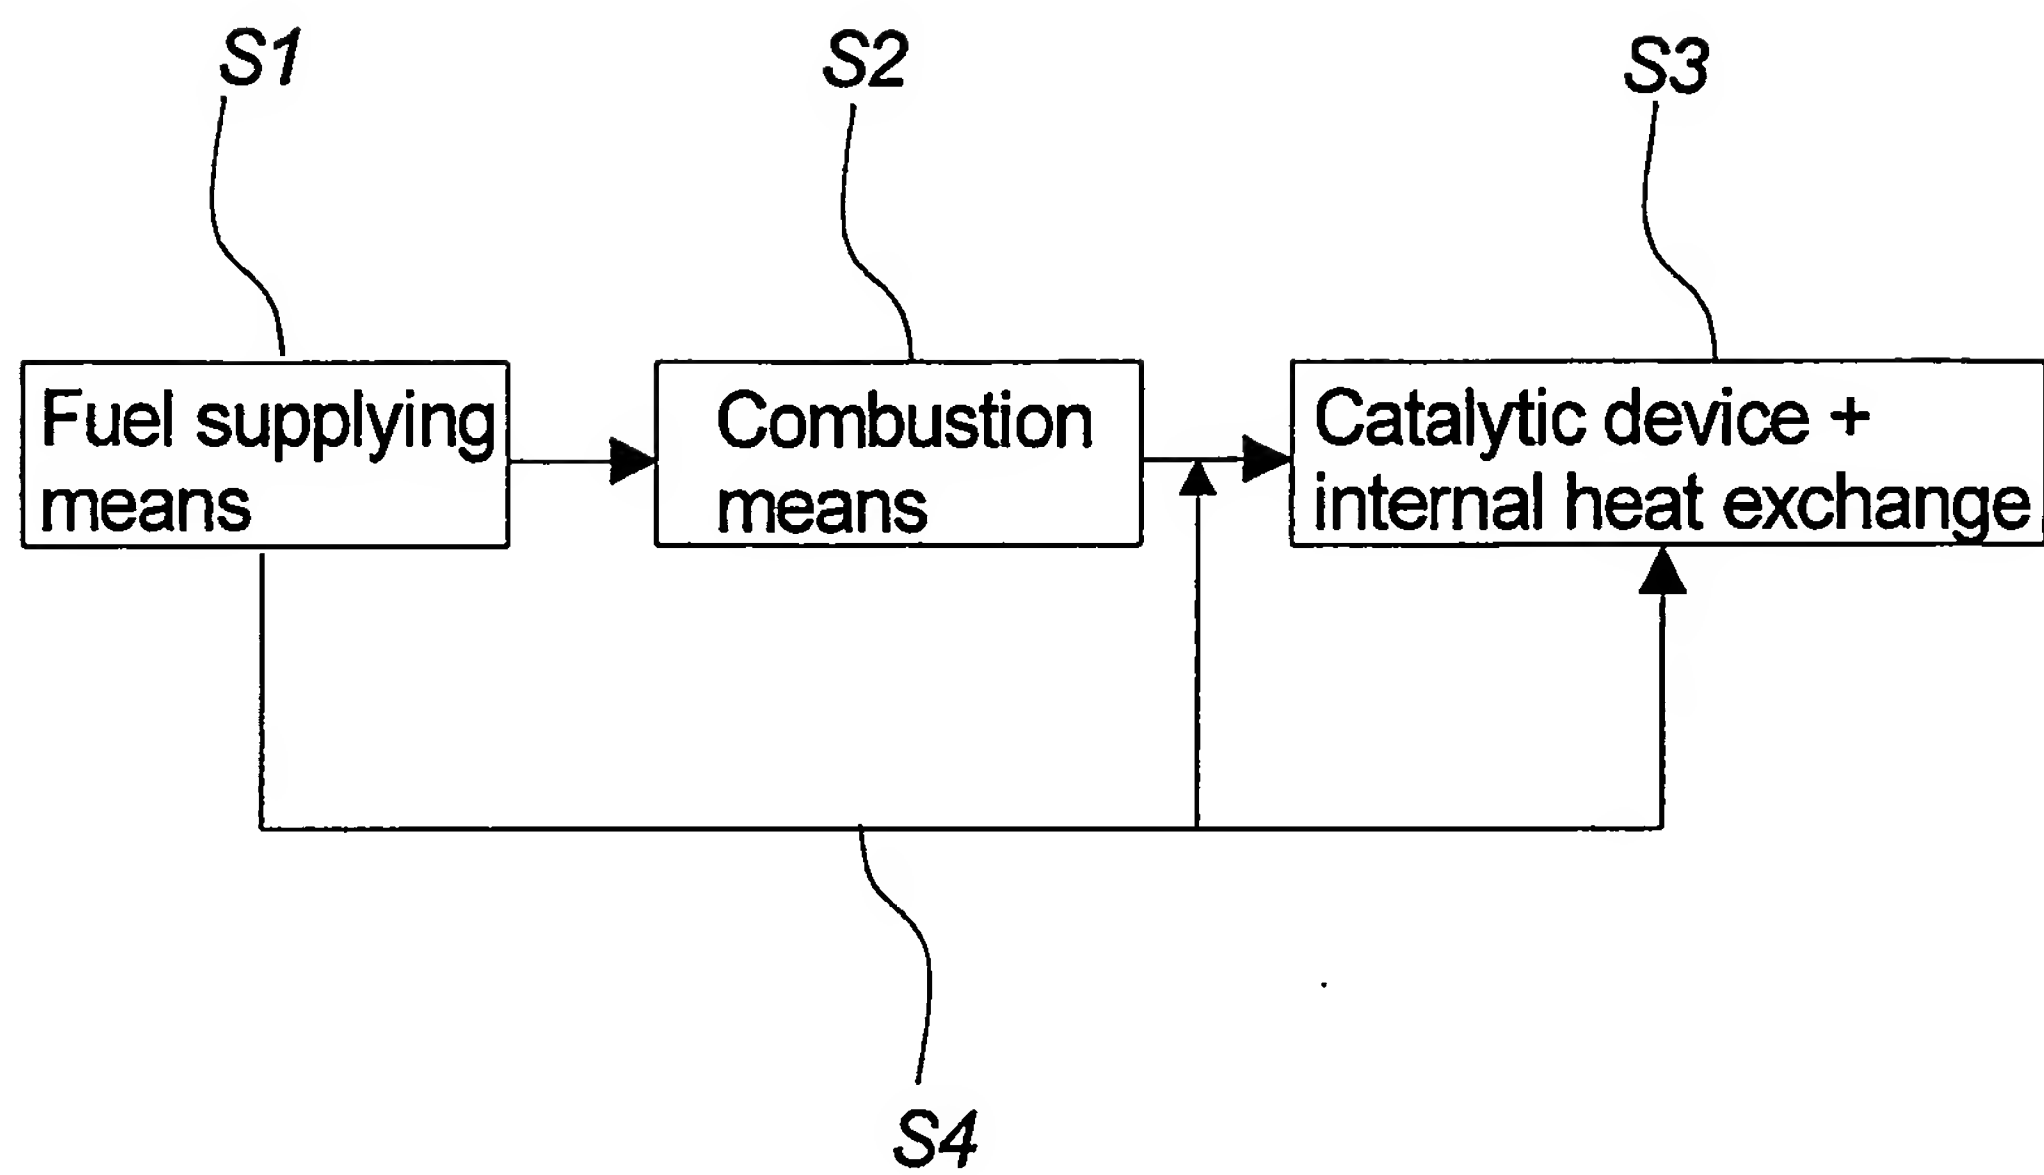 S1
S2
S3
Fuel supplying
means
Combustion
means
Catalytic device +
internal heat exchange
S4